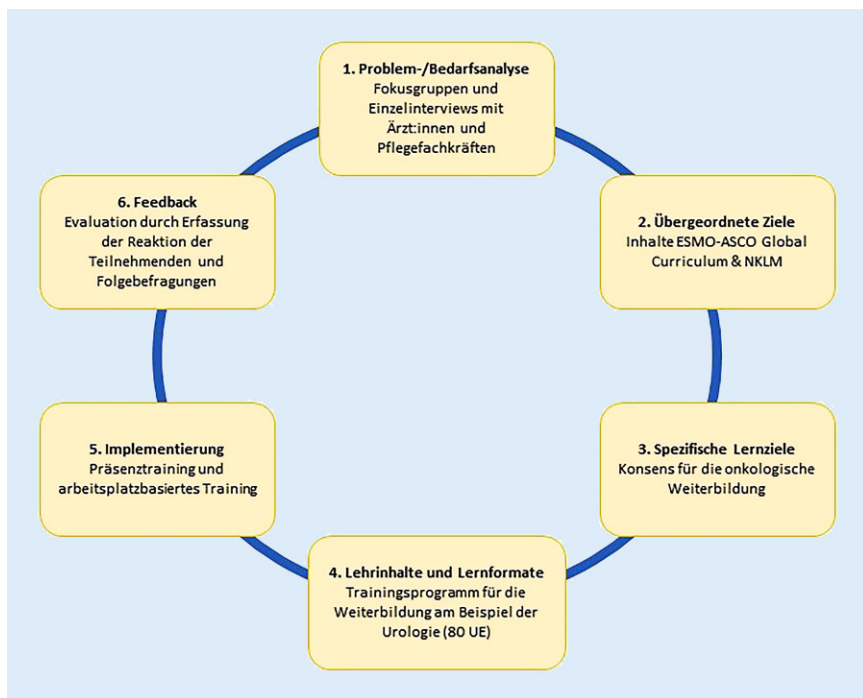 1. Problem-/Bedarfsanalyse
Fokusgruppen und
Einzelinterviews mit
Ärzt:innen und
Pflegefachkräften
2. Übergeordnete Ziele
Inhalte ESMO-ASCO Global
Curriculum & NKLM
3. Spezifische Lernziele
Konsens für die onkologische
Weiterbildung
4. Lehrinhalte und Lernformate
Trainingsprogramm für die
Weiterbildung am Beispiel der
Urologie (80 UE)
5. Implementierung
Präsenztraining und
arbeitsplatzbasiertes Training
6. Feedback
Evaluation durch Erfassung
der Reaktion der
Teilnehmenden und
Folgebefragungen